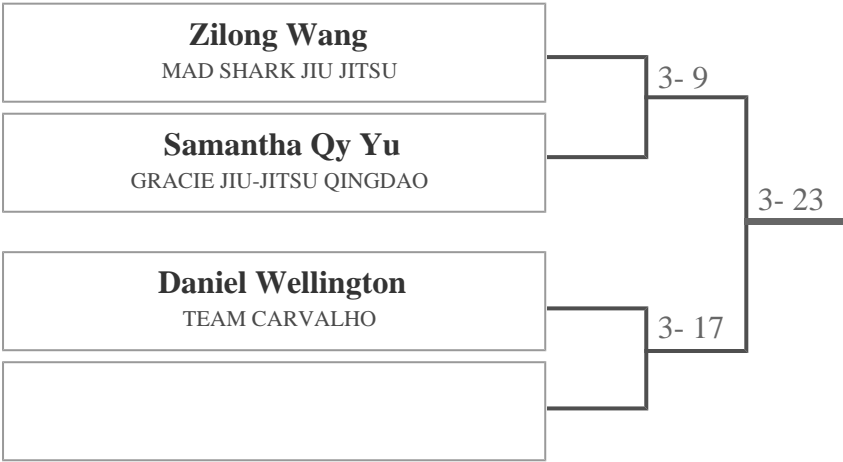 Zilong Wang
MAD SHARK JIU JITSU
3- 9
Samantha Qy Yu
GRACIE JIU-JITSU QINGDAO
3- 23
Daniel Wellington
TEAM CARVALHO
3- 17